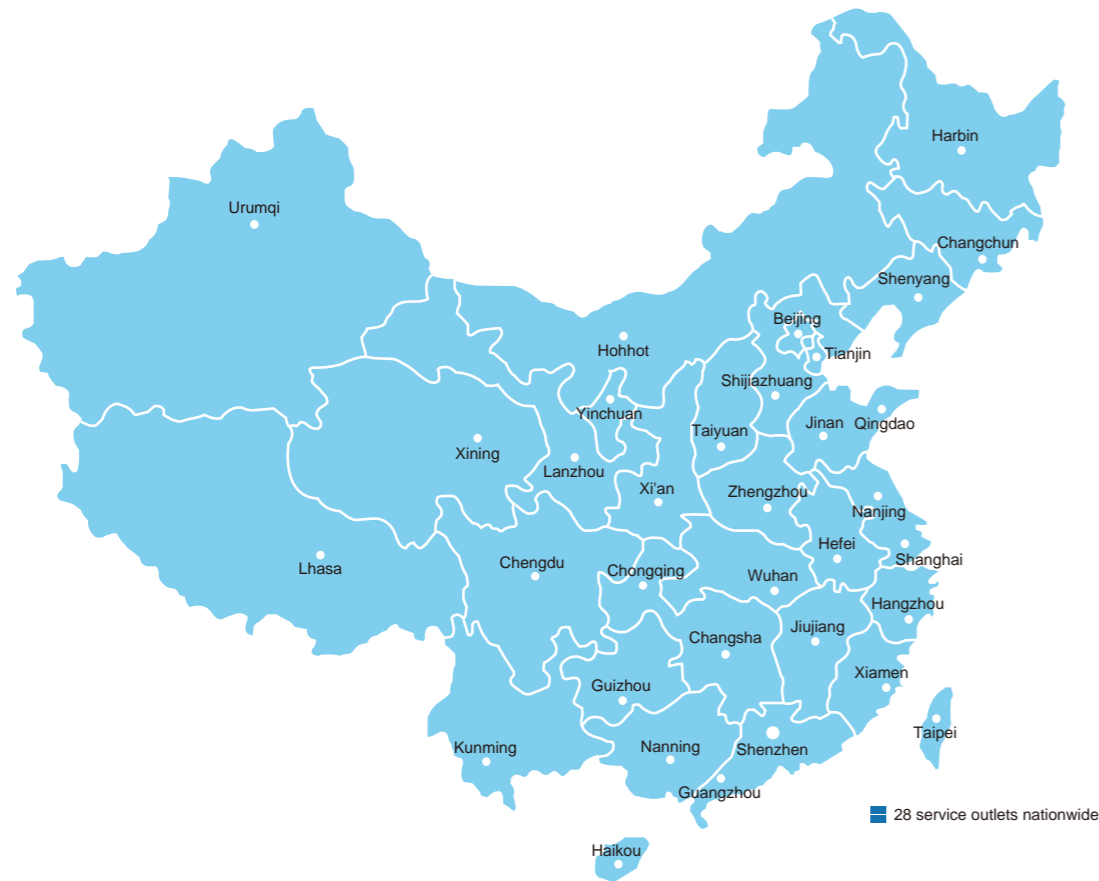 Harbin
Urumqi
Changchun
Shenyang
Beijing
Hohhot
Tianjin
Shijiazhuang
Yinchuan
Jinan
Qingdao
Taiyuan
Xining
Lanzhou
Xi'an
Zhengzhou
Nanjing
Hefei
Shanghai
Lhasa
Chengdu
Chongqing
Wuhan
Hangzhou
Changsha
Jiujiang
Xiamen
Guizhou
Taipei
Kunming
Nanning
Shenzhen
Guangzhou
28 service outlets nationwide
Haikou